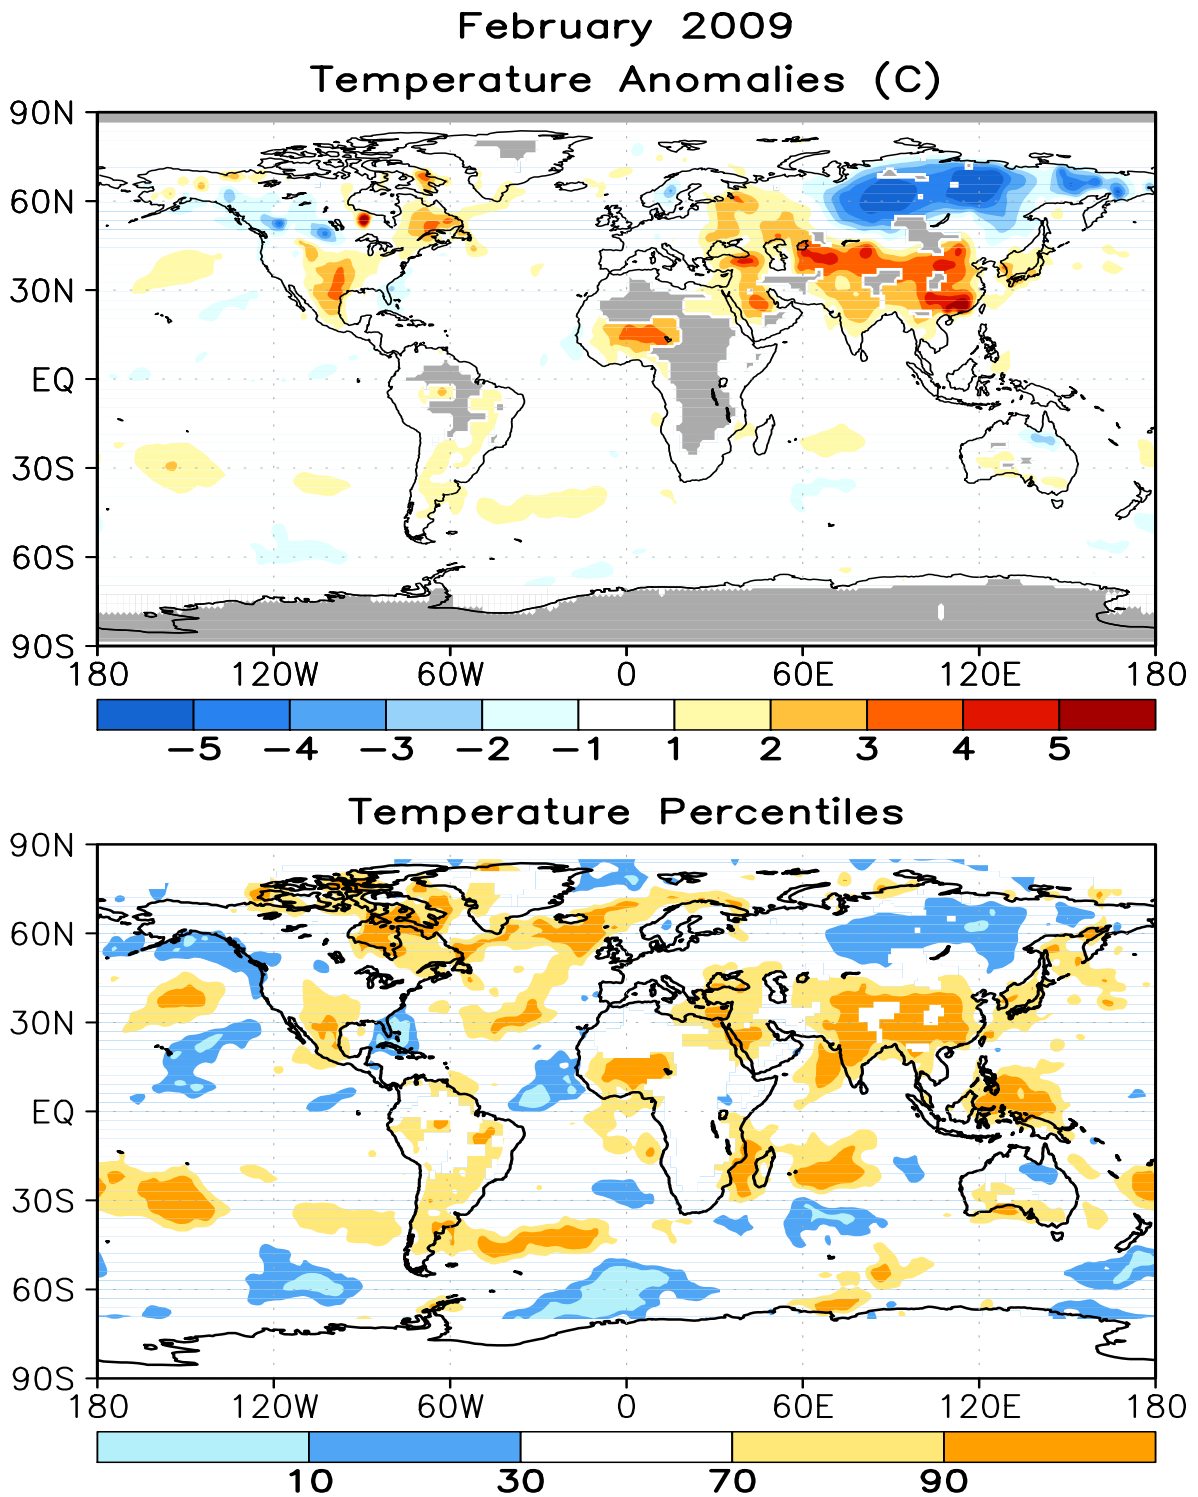 February 2009
Temperature Anomalies (C)
90N
60N
30N
EQ
30S
60S
90S
180 120W 60W 0 60E 120E 180
−5 −4 −3 −2 −1 1 2 3 4 5
Temperature Percentiles
90N
60N
30N
EQ
30S
60S
90S
180 120W 60W 0 60E 120E 180
10 30 70 90